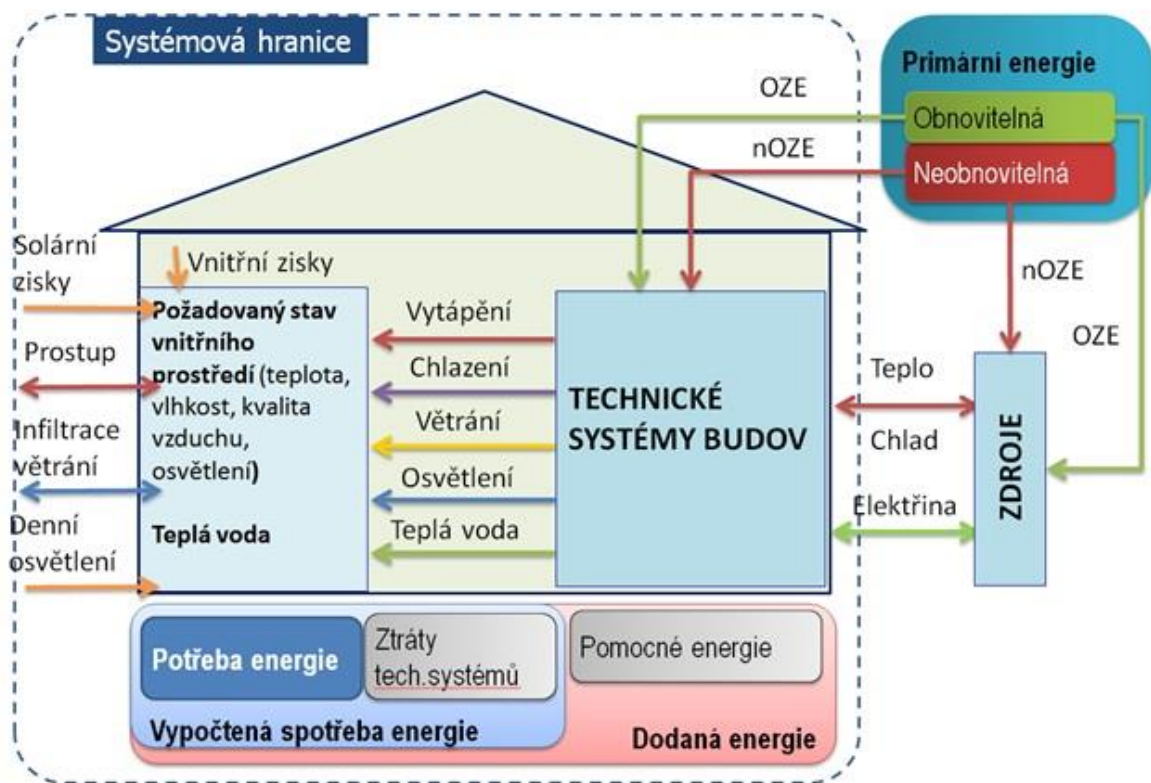 Systémová hranice
Primární energie
Obnovitelná
Neobnovitelná
OZE
nOZE
nOZE
OZE
Solární
zisky
Vnitřní zisky
Prostup
Infiltrace
větrání
Denní
osvětlení
Požadovaný stav
vnitřního
prostředí (teplota,
vlhkost, kvalita
vzduchu,
osvětlení)
Teplá voda
Vytápění
Chlazení
Větrání
Osvětlení
Teplá voda
TECHNICKÉ
SYSTÉMY BUDOV
Teplo
Chlad
Elektřina
ZDROJE
Potřeba energie
Ztráty
tech.systémů
Pomocné energie
Vypočtená spotřeba energie
Dodaná energie